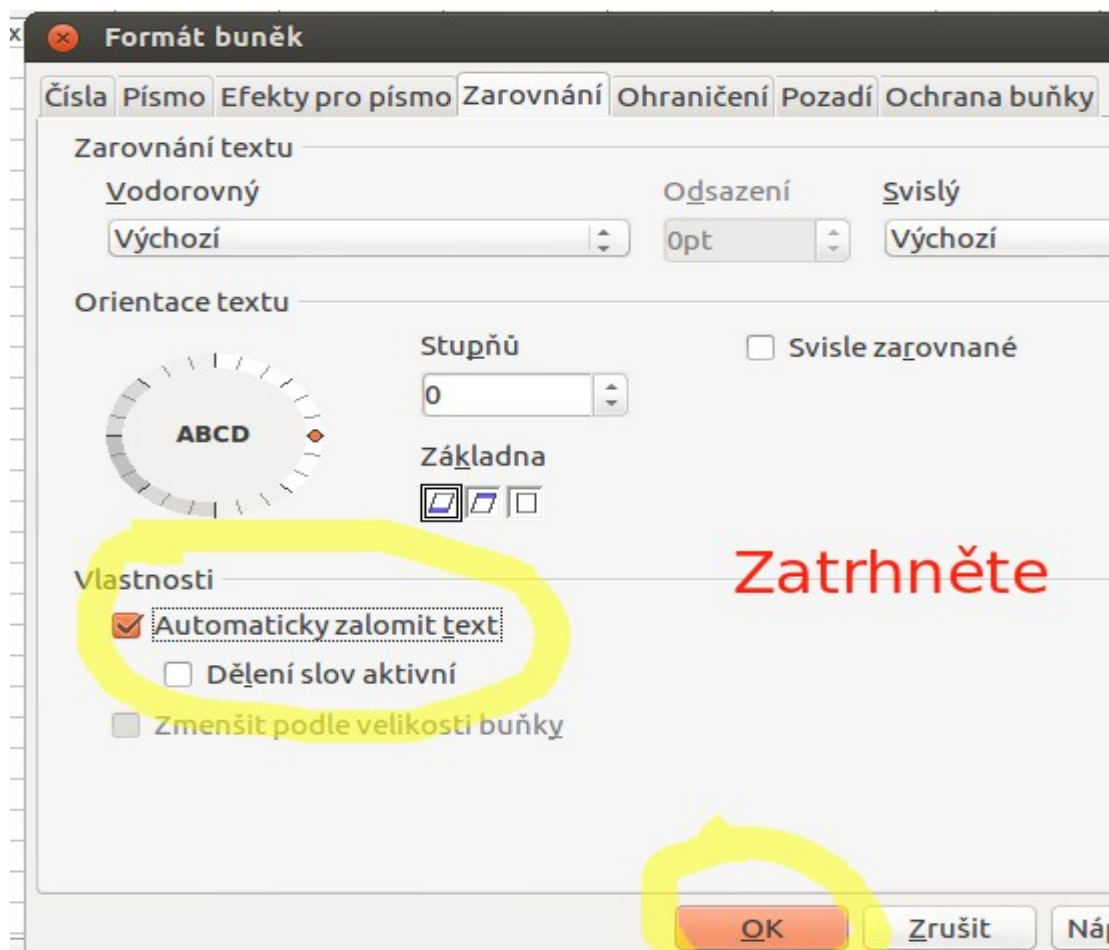 x
Formát buněk
Čísla Písmo Efekty pro písmo Zarovnání Ohraničení Pozadí Ochrana buňky
Zarovnání textu
Vodorovný Odsazení Svislý
Výchozí 0pt Výchozí
Orientace textu
Stupňů Svisle zarovnané
0
ABCD
Základna
Zatrhněte
Vlastnosti
Automaticky zalomit text
Dělení slov aktivní
Zmenšit podle velikosti buňky
OK Zrušit Náp